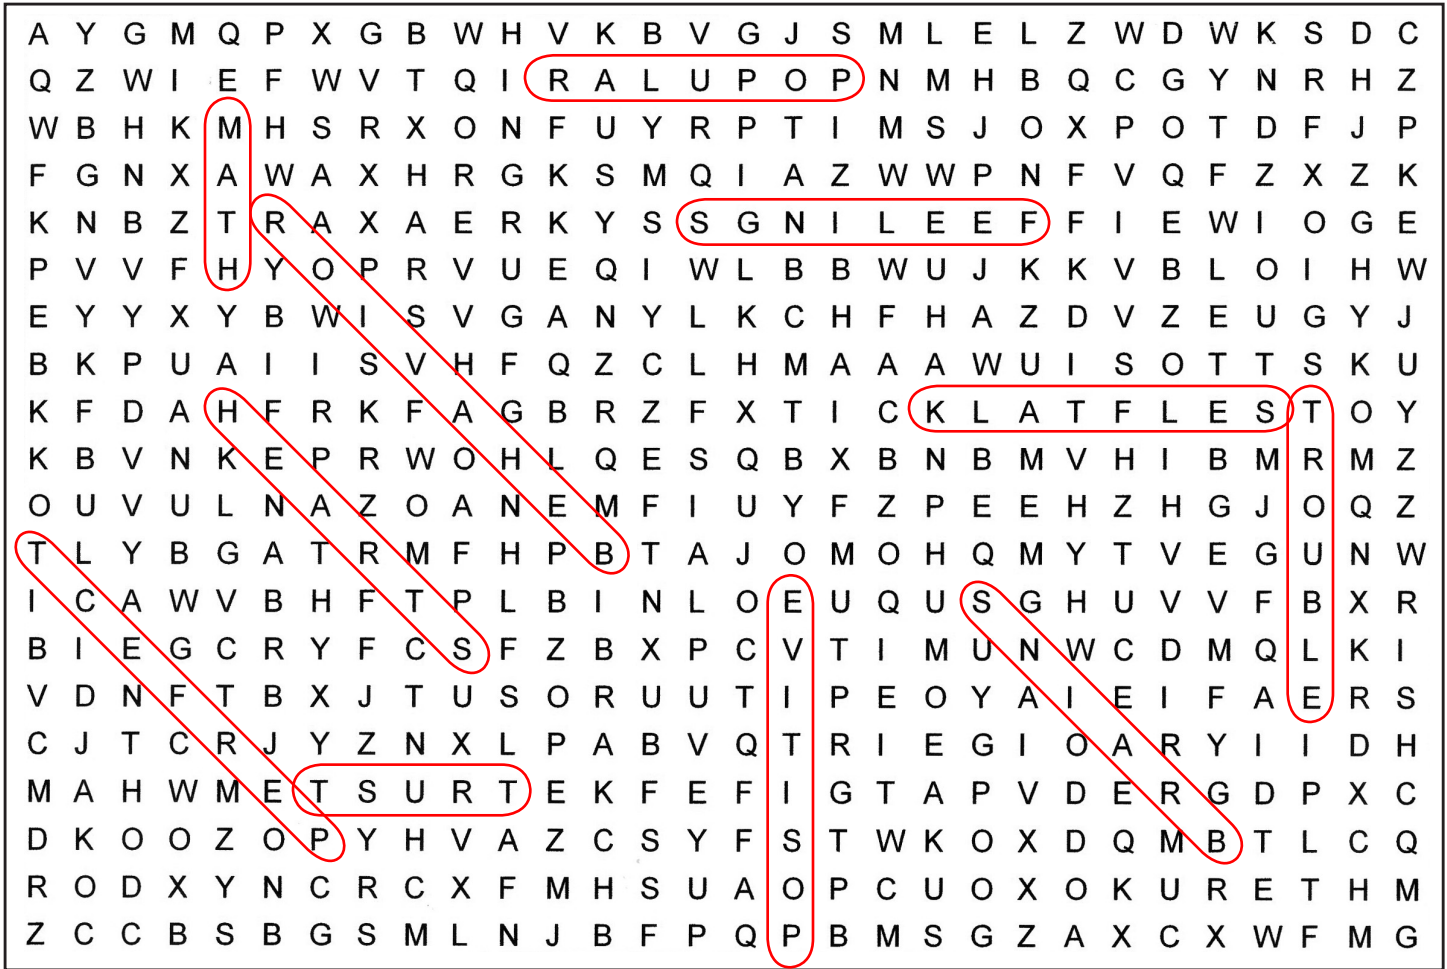 A Y G M Q P X G B W H V K B V G J S M L E L Z W D W K S D C
Q Z W I E F W V T Q I R A L U P O P N M H B Q C G Y N R H Z
W B H K M H S R X O N F U Y R P T I M S J O X P O T D F J P
F G N X A W A X H R G K S M Q I A Z W W P N F V Q F Z X Z K
K N B Z T R A X A E R K Y S S G N I L E E F F I E W I O G E
P V V F H Y O P R V U E Q I W L B B W U J K K V B L O I H W
E Y Y X Y B W I S V G A N Y L K C H F H A Z D V Z E U G Y J
B K P U A I I S V H F Q Z C L H M A A A W U I S O T T S K U
K F D A H F R K F A G B R Z F X T I C K L A T F L E S T O Y
K B V N K E P R W O H L Q E S Q B X B N B M V H I B M R M Z
O U V U L N A Z O A N E M F I U Y F Z P E E H Z H G J O Q Z
T L Y B G A T R M F H P B T A J O M O H Q M Y T V E G U N W
I C A W V B H F T P L B I N L O E U Q U S G H U V V F B X R
B I E G C R Y F C S F Z B X P C V T I M U N W C D M Q L K I
V D N F T B X J T U S O R U U T I P E O Y A I E I F A E R S
C J T C R J Y Z N X L P A B V Q T R I E G I O A R Y I I D H
M A H W M E T S U R T E K F E F I G T A P V D E R G D P X C
D K O O Z O P Y H V A Z C S Y F S T W K O X D Q M B T L C Q
R O D X Y N C R C X F M H S U A O P C U O X O K U R E T H M
Z C C B S B G S M L N J B F P Q P B M S G Z A X C X W F M G